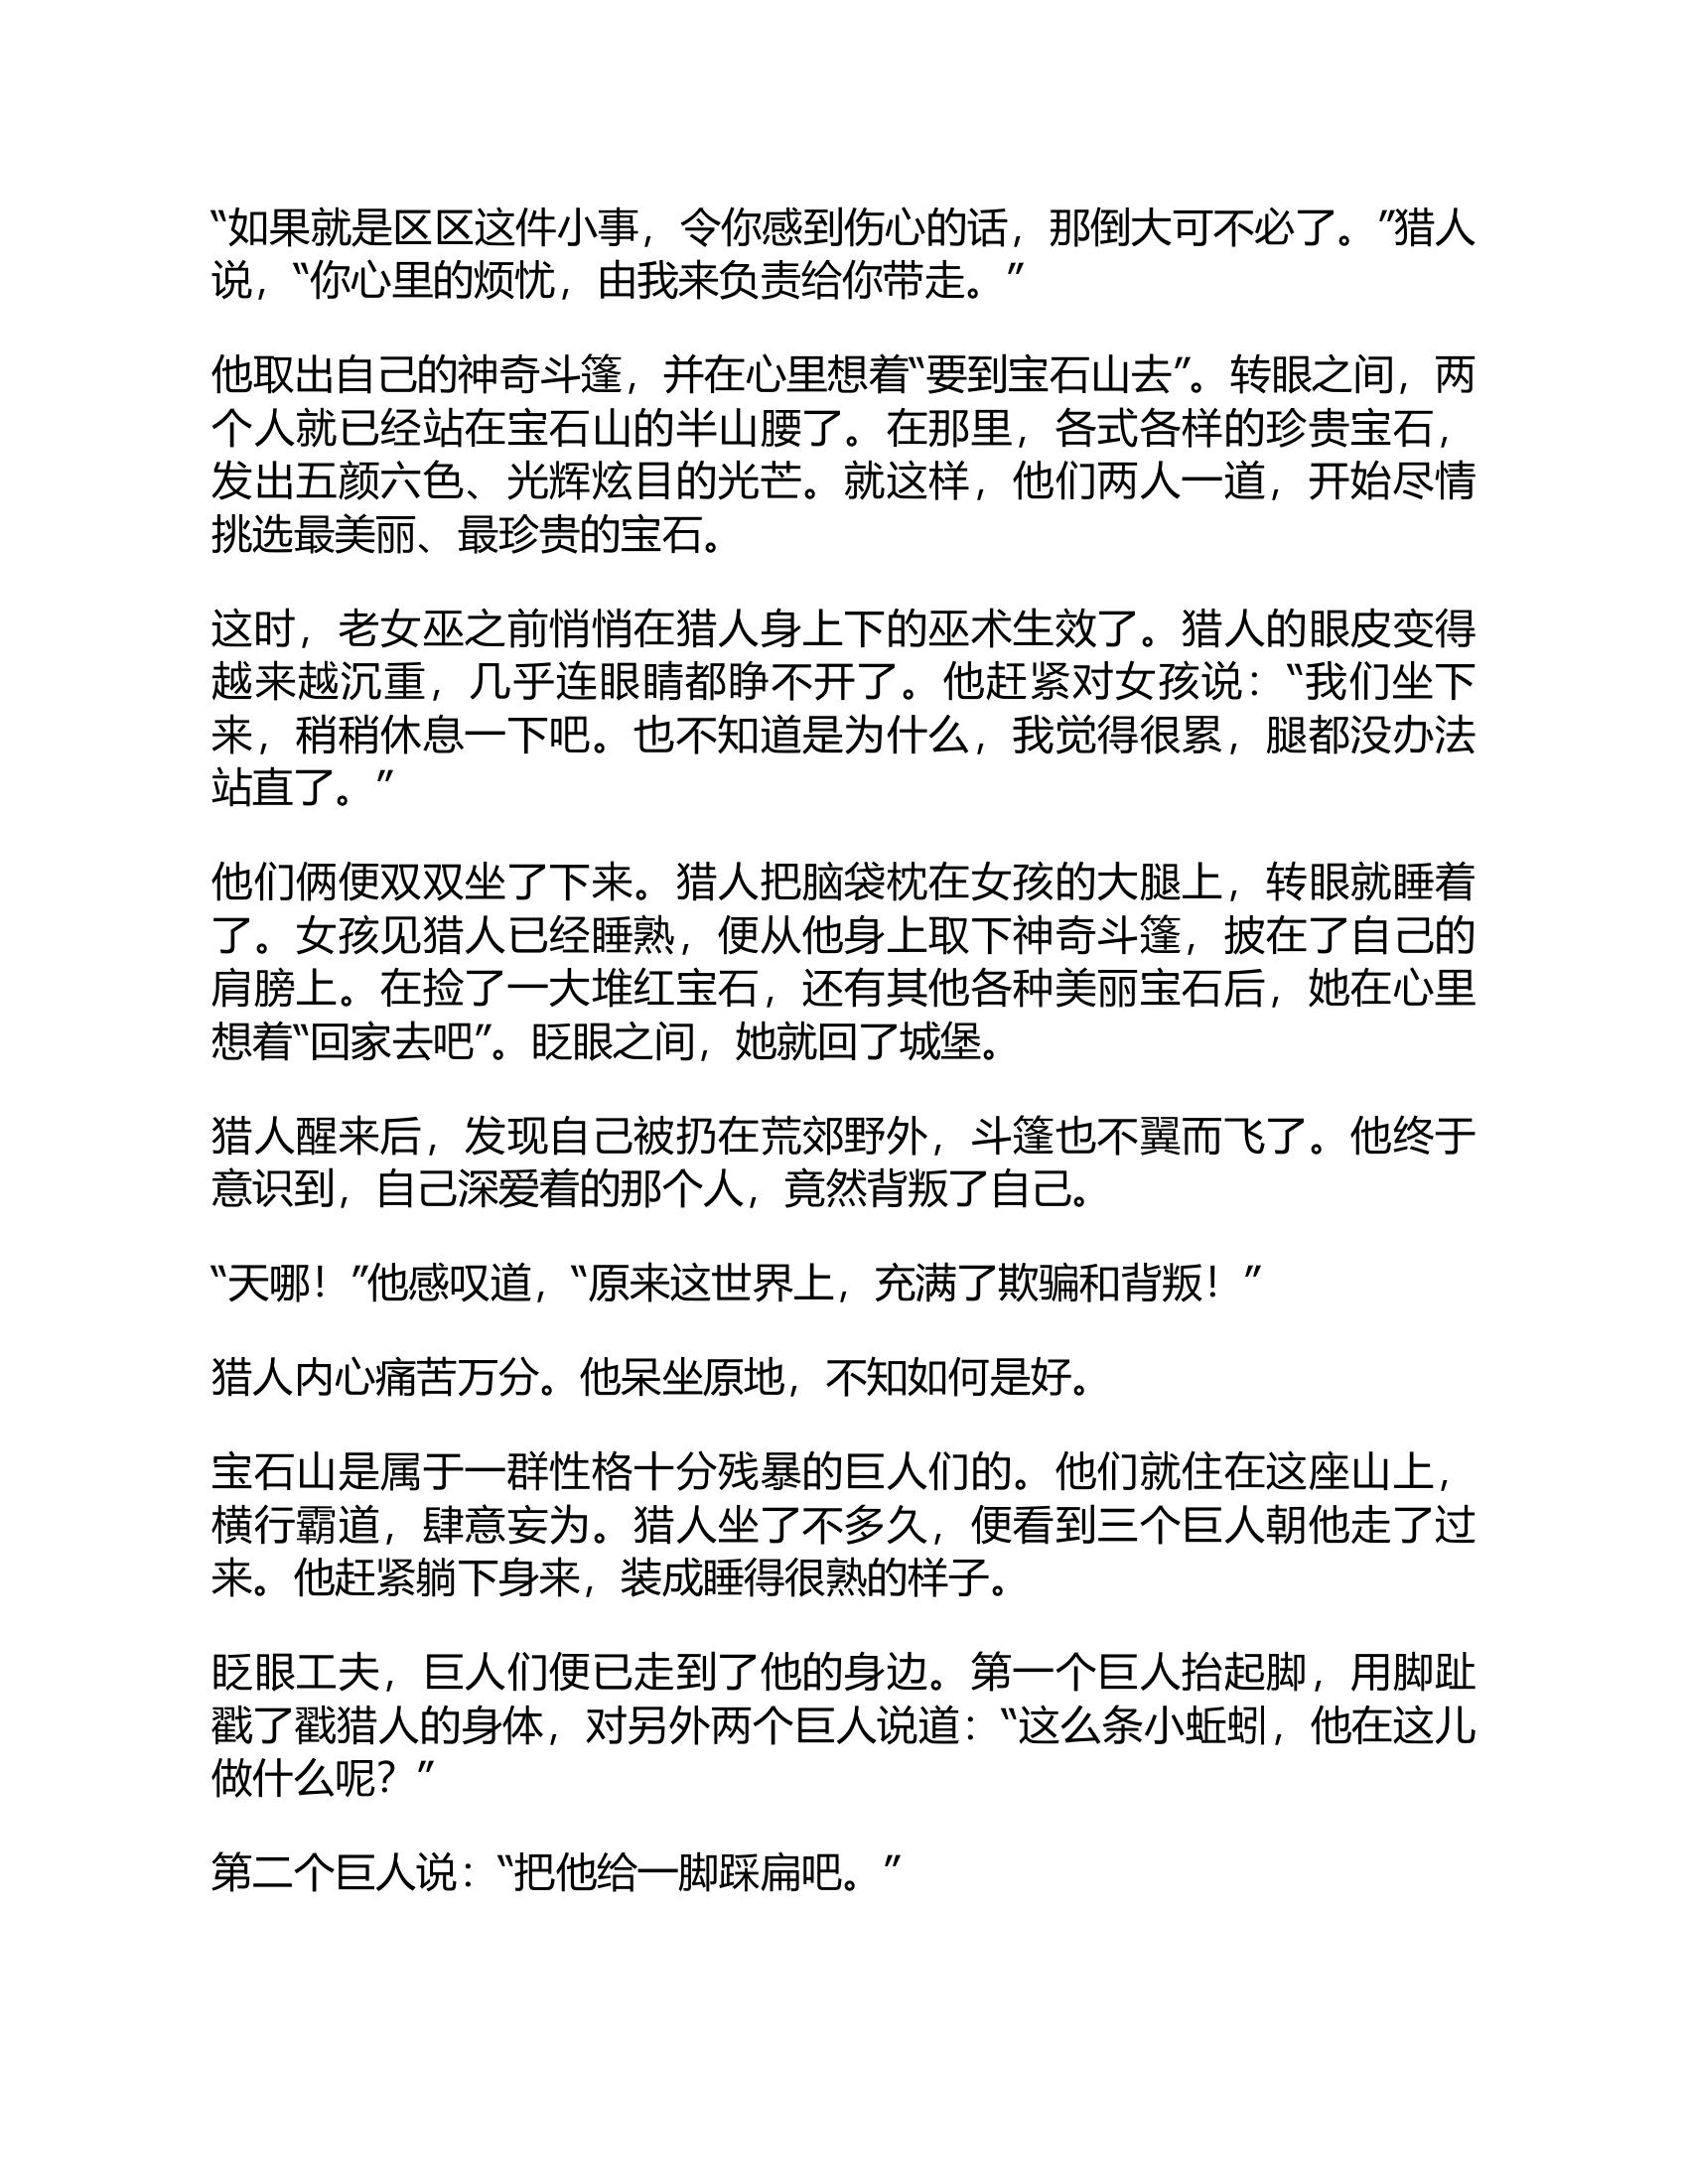 “如果就是区区这件小事，令你感到伤心的话，那倒大可不必了。”猎人
说，“你心里的烦忧，由我来负责给你带走。”
他取出自己的神奇斗篷，并在心里想着“要到宝石山去”。转眼之间，两
个人就已经站在宝石山的半山腰了。在那里，各式各样的珍贵宝石，
发出五颜六色、光辉炫目的光芒。就这样，他们两人一道，开始尽情
挑选最美丽、最珍贵的宝石。
这时，老女巫之前悄悄在猎人身上下的巫术生效了。猎人的眼皮变得
越来越沉重，几乎连眼睛都睁不开了。他赶紧对女孩说：“我们坐下
来，稍稍休息一下吧。也不知道是为什么，我觉得很累，腿都没办法
站直了。”
他们俩便双双坐了下来。猎人把脑袋枕在女孩的大腿上，转眼就睡着
了。女孩见猎人已经睡熟，便从他身上取下神奇斗篷，披在了自己的
肩膀上。在捡了一大堆红宝石，还有其他各种美丽宝石后，她在心里
想着“回家去吧”。眨眼之间，她就回了城堡。
猎人醒来后，发现自己被扔在荒郊野外，斗篷也不翼而飞了。他终于
意识到，自己深爱着的那个人，竟然背叛了自己。
“天哪！”他感叹道，“原来这世界上，充满了欺骗和背叛！”
猎人内心痛苦万分。他呆坐原地，不知如何是好。
宝石山是属于一群性格十分残暴的巨人们的。他们就住在这座山上，
横行霸道，肆意妄为。猎人坐了不多久，便看到三个巨人朝他走了过
来。他赶紧躺下身来，装成睡得很熟的样子。
眨眼工夫，巨人们便已走到了他的身边。第一个巨人抬起脚，用脚趾
戳了戳猎人的身体，对另外两个巨人说道：“这么条小蚯蚓，他在这儿
做什么呢？”
第二个巨人说：“把他给一脚踩扁吧。”